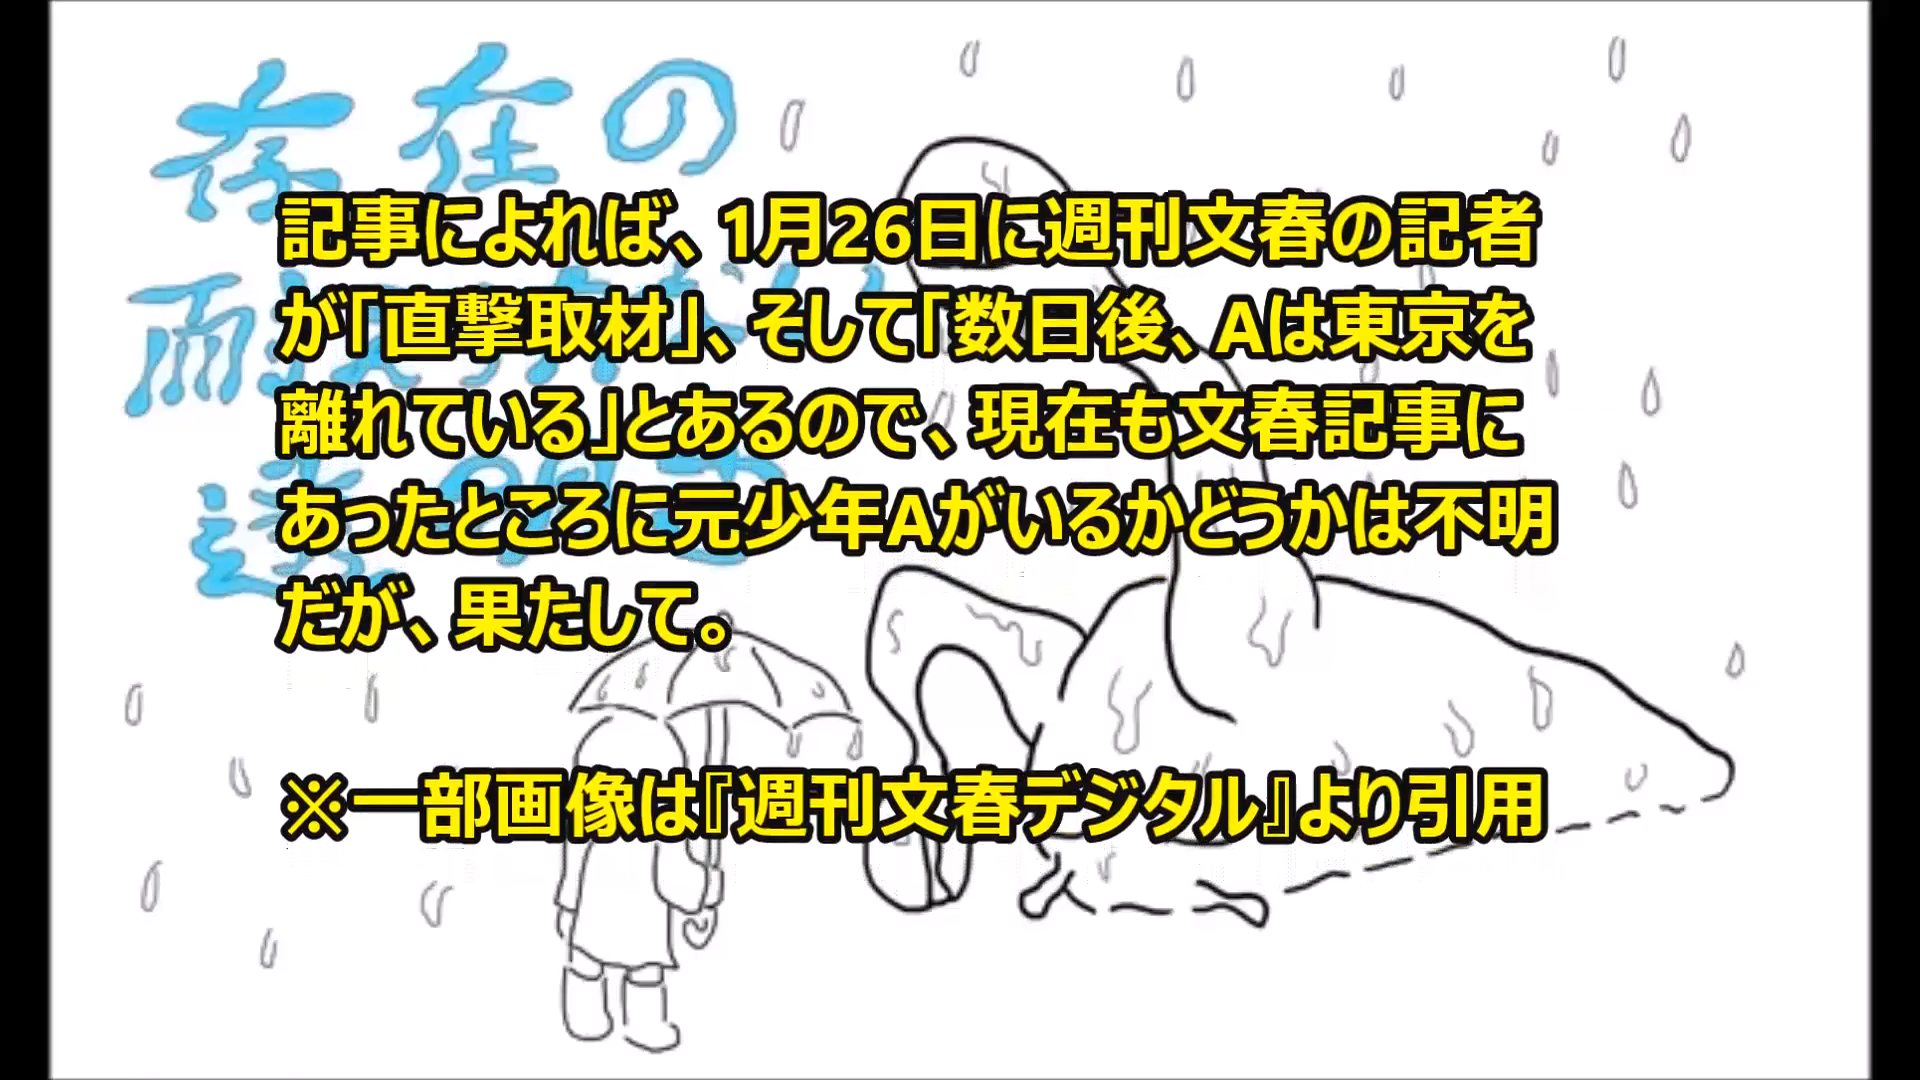 存在の
記事によれば、1月26日に週刊文春の記者
が｢直撃取材｣、そして｢数日後、Aは東京を
離れている｣とあるので、現在も文春記事に
あったところに元少年Aがいるかどうかは不明
だが、果たして。
※一部画像は『週刊文春デジタル』より引用